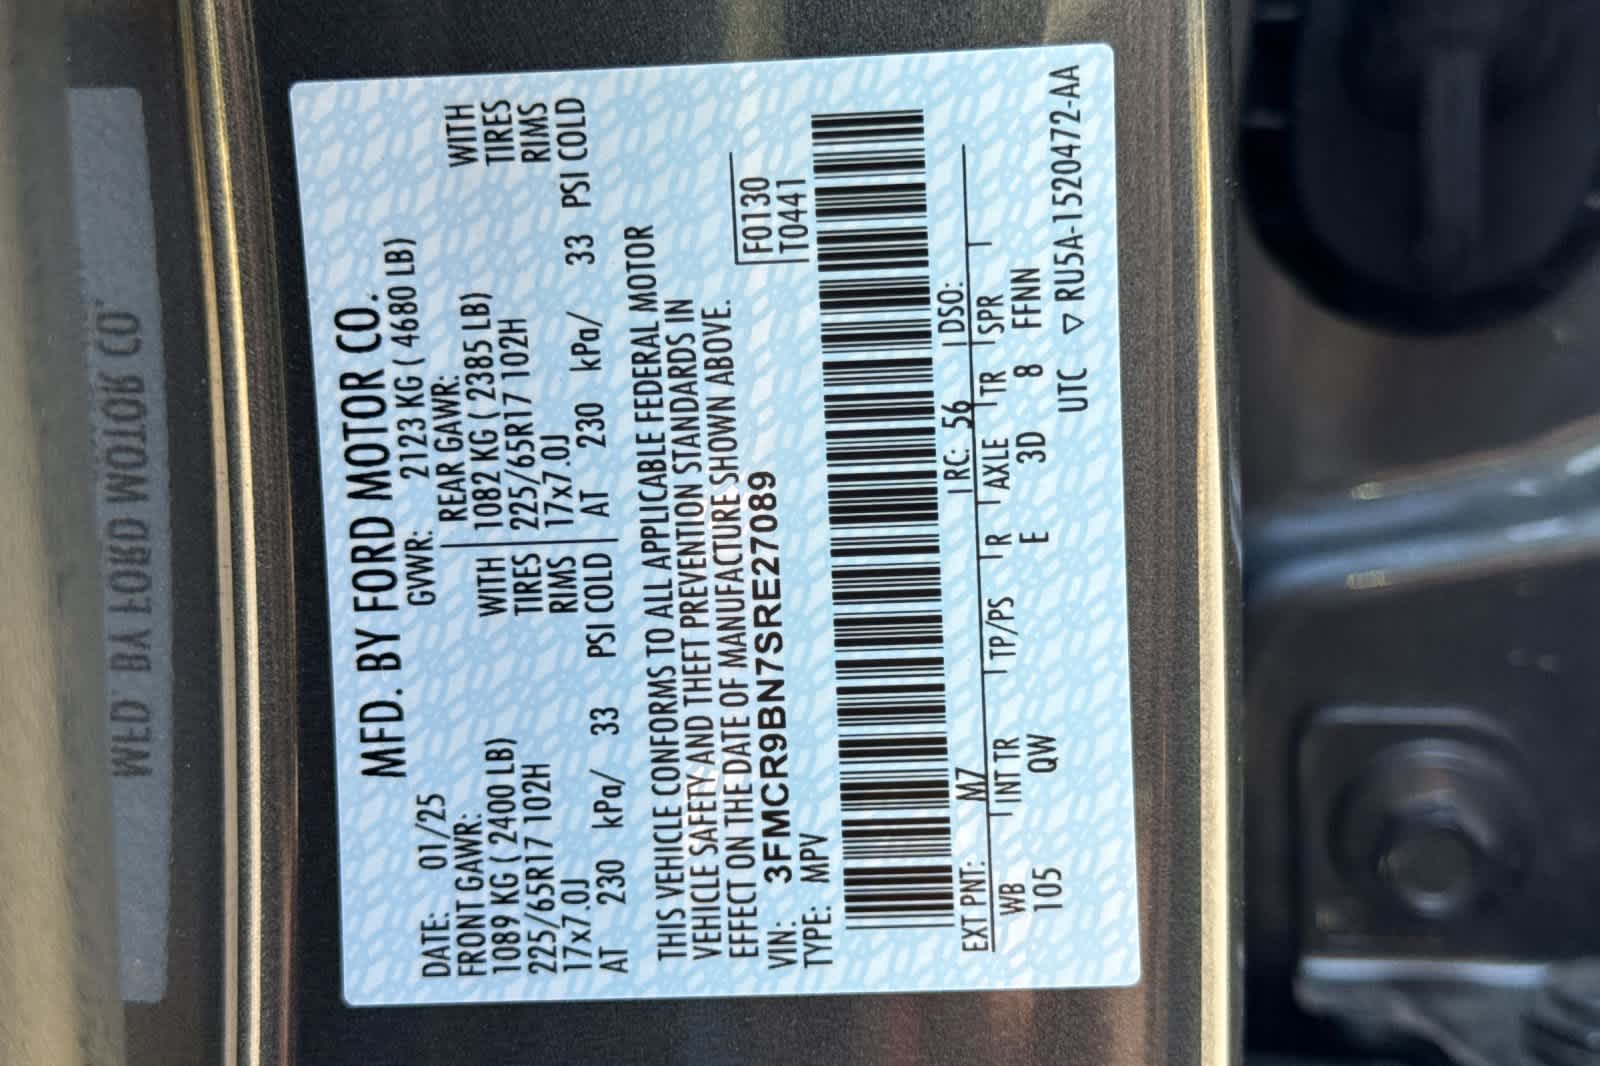 MFD. BY FORD MOTOR CO.
DATE: 01/25 GVWR: 2123 KG ( 4680 LB)
FRONT GAWR: REAR GAWR:
1089 KG ( 2400 LB) WITH 1082 KG ( 2385 LB) WITH
225/65R17 102H TIRES 225/65R17 102H TIRES
17x7.0J RIMS 17x7.0J RIMS
AT 230 kPa/ 33 PSI COLD AT 230 kPa/ 33 PSI COLD
THIS VEHICLE CONFORMS TO ALL APPLICABLE FEDERAL MOTOR
VEHICLE SAFETY AND THEFT PREVENTION STANDARDS IN
EFFECT ON THE DATE OF MANUFACTURE SHOWN ABOVE.
VIN: 3FMCR9BN7SRE27089 F0130
TYPE: MPV T0441
EXT PNT: MZ RC: 56 DSO:
WB INT TR TP/PS R AXLE TR SPR
105 QW E 3D 8 FFNN
UTC ▽ RU5A-1520472-AA
MFD. BY FORD MOTOR CO.